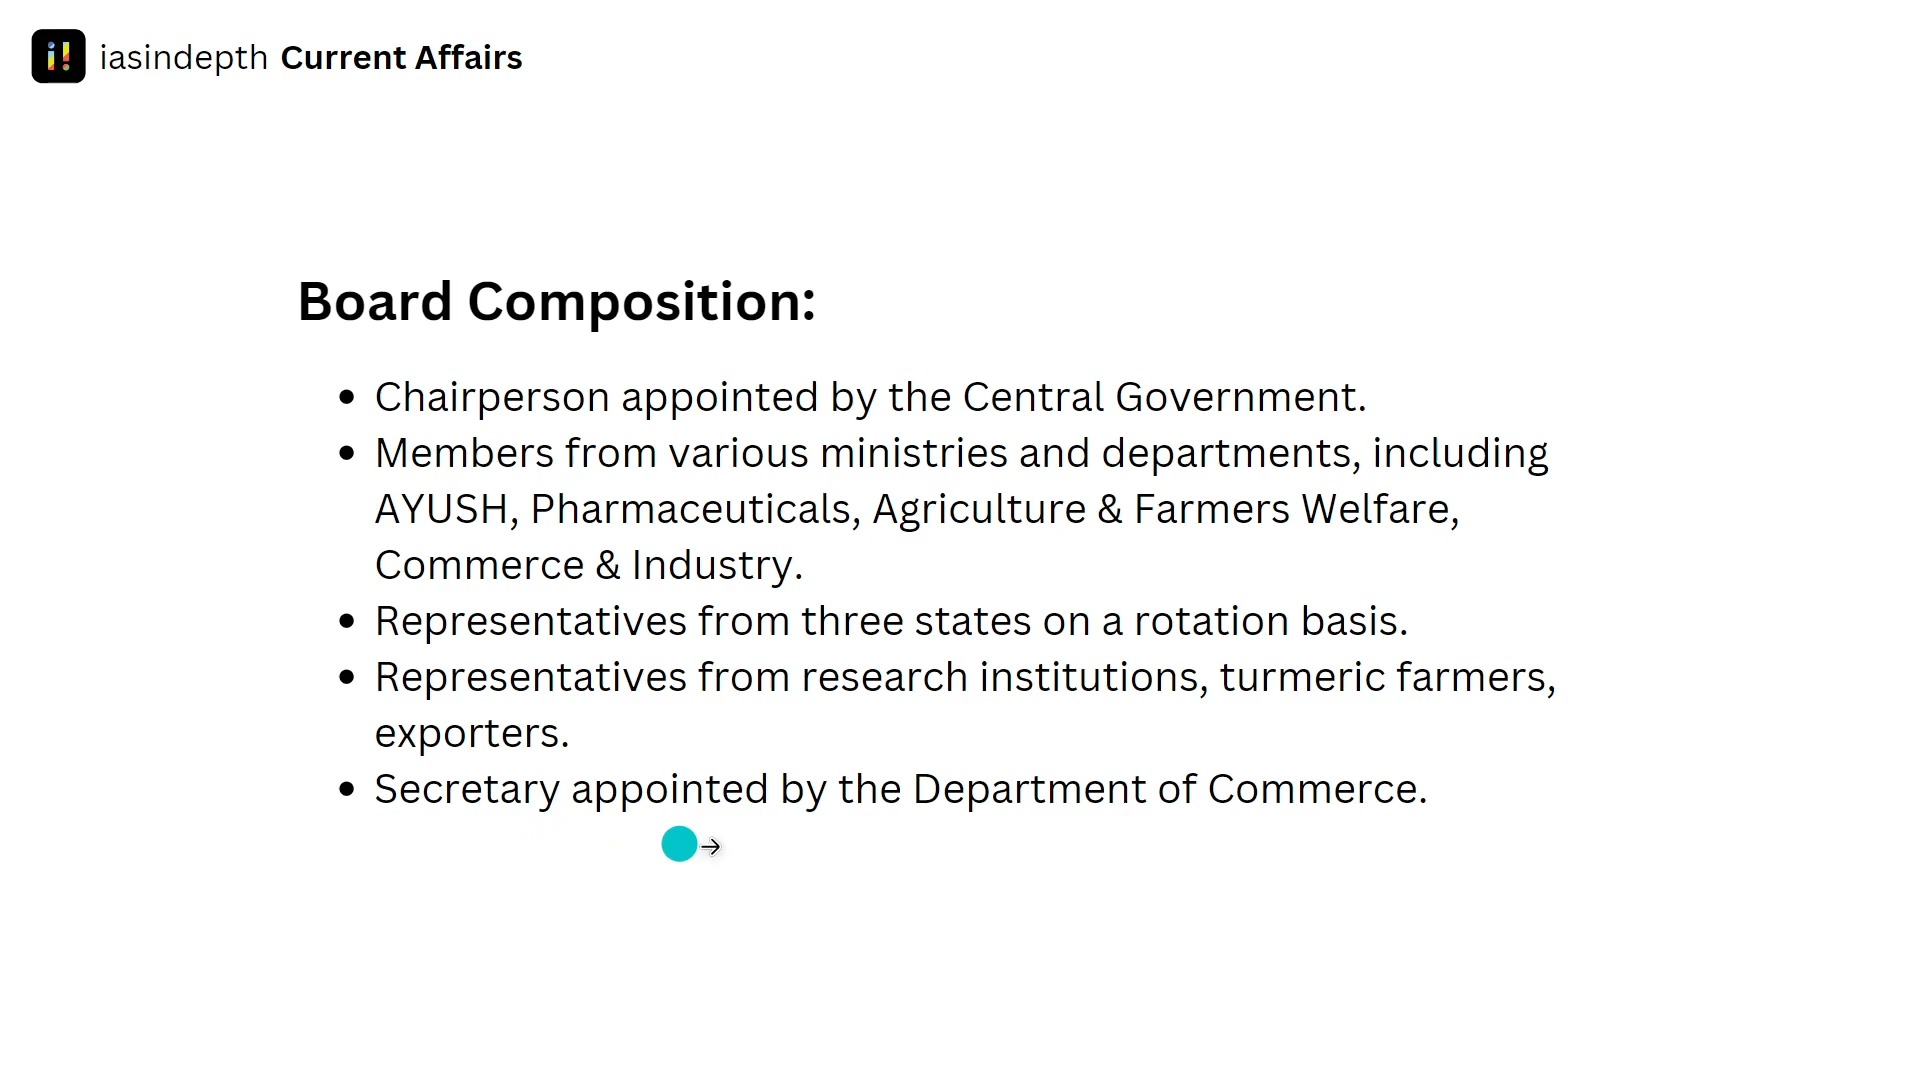 i! iasindepth Current Affairs
Board Composition:
• Chairperson appointed by the Central Government.
• Members from various ministries and departments, including
AYUSH, Pharmaceuticals, Agriculture & Farmers Welfare,
Commerce & Industry.
• Representatives from three states on a rotation basis.
• Representatives from research institutions, turmeric farmers,
exporters.
• Secretary appointed by the Department of Commerce.